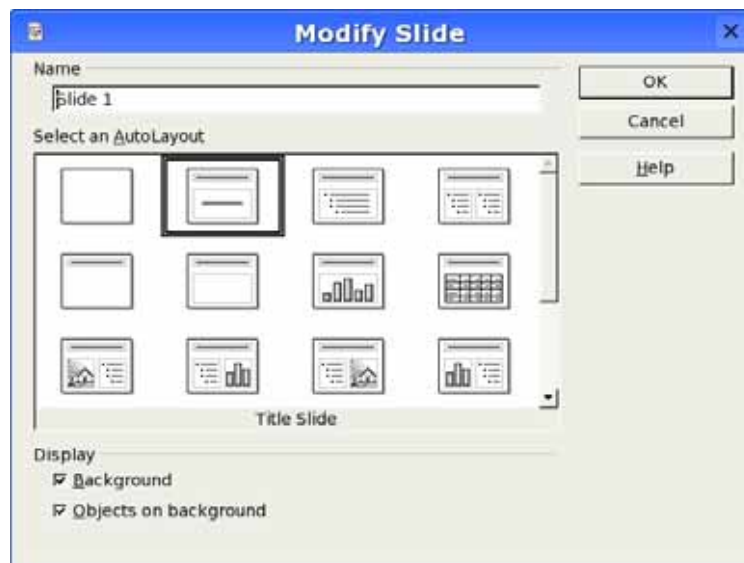 Modify Slide
Name
Slide 1
Select an AutoLayout
Title Slide
Display
Background
Objects on background
OK
Cancel
Help